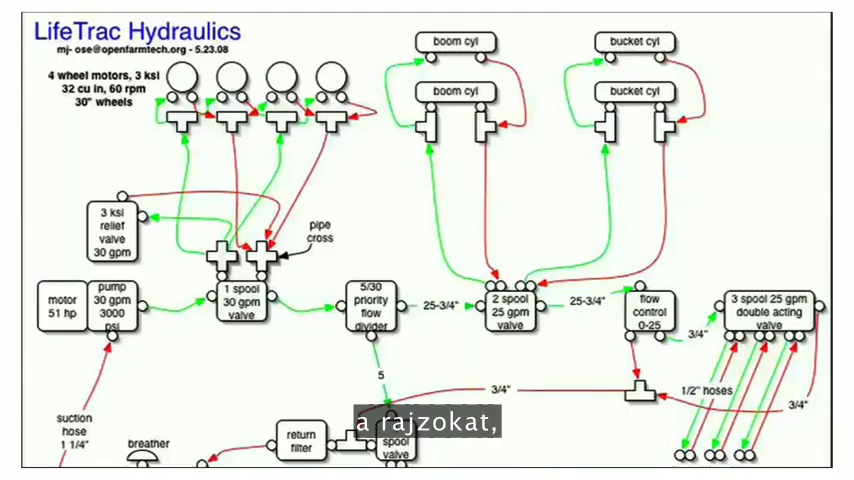 LifeTrac Hydraulics
mj- ose@openfarmtech.org - 5.23.08
4 wheel motors, 3 ksi
32 cu in, 60 rpm
30" wheels
boom cyl
bucket cyl
boom cyl
bucket cyl
3 ksi
relief
valve
30 gpm
pipe
cross
motor
51 hp
pump
30 gpm
3000
psi
1 spool
30 gpm
valve
5/30
priority
flow
divider
25-3/4"
2 spool
25 gpm
valve
25-3/4"
flow
control
0-25
3/4"
3 spool 25 gpm
double acting
valve
5
3/4"
1/2" hoses
3/4"
suction
hose
1 1/4"
breather
return
filter
spool
valve
a rajzokat,